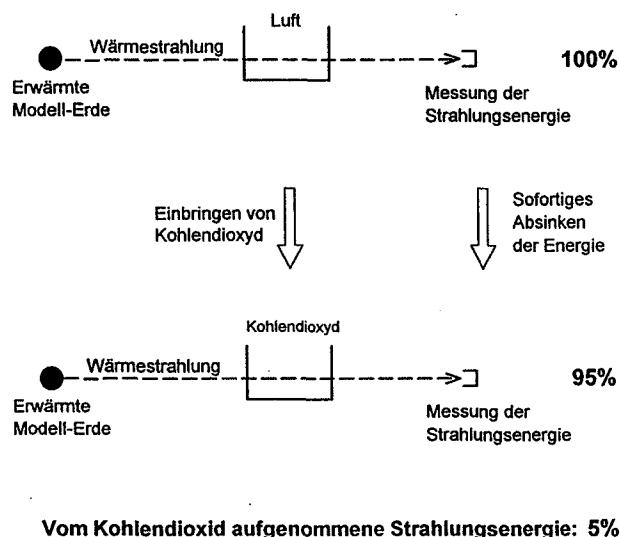 Luft
Wärmestrahlung
100%
Erwärmte
Modell-Erde
Messung der
Strahlungsenergie
Einbringen von
Kohlendioxyd
Sofortiges
Absinken
der Energie
Kohlendioxyd
Wärmestrahlung
95%
Erwärmte
Modell-Erde
Messung der
Strahlungsenergie
Vom Kohlendioxid aufgenommene Strahlungsenergie: 5%